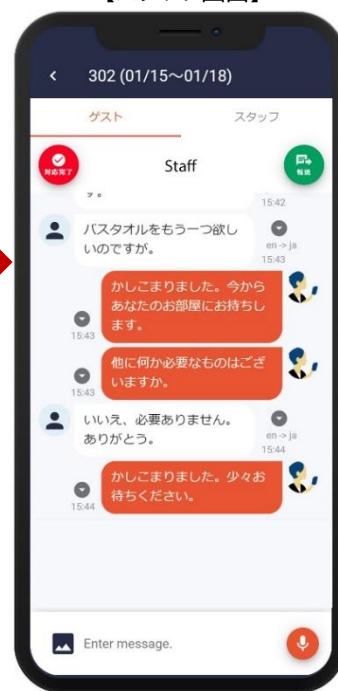 302 (01/15～01/18)
ゲスト
スタッフ
対応完了
Staff
転送
す。
15:42
バスタオルをもう一つ欲し
いのですが。
en -> ja
15:43
かしこまりました。今から
あなたのお部屋にお持ちし
ます。
15:43
他に何か必要なものはござ
いますか。
15:43
いいえ、必要ありません。
ありがとう。
en -> ja
15:44
かしこまりました。少々お
待ちください。
15:44
Enter message.